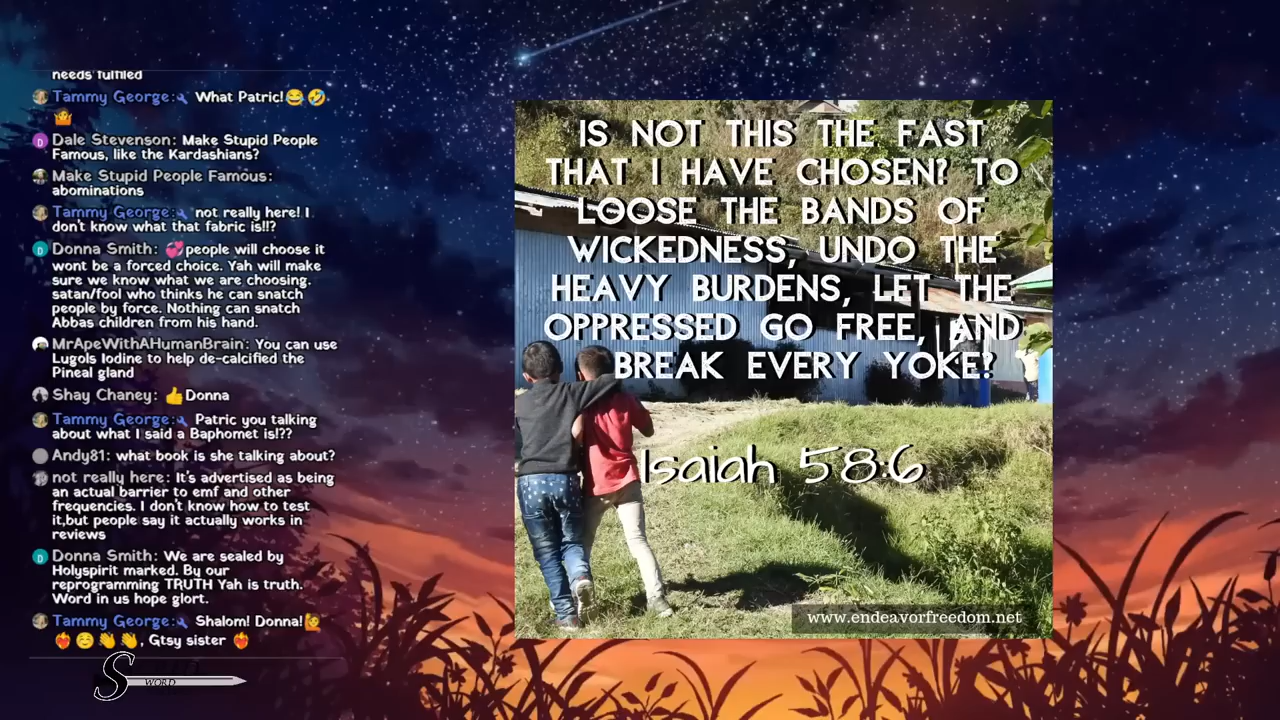 needs fulfiled
Tammy George: What Patric!😂🤣
🤷
Dale Stevenson: Make Stupid People
Famous, like the Kardashians?
Make Stupid People Famous:
abominations
Tammy George: not really here! I
don't know what that fabric is!!?
Donna Smith: 💞people will choose it
wont be a forced choice. Yah will make
sure we know what we are choosing.
satan/fool who thinks he can snatch
people by force. Nothing can snatch
Abbas children from his hand.
MrApeWithAHumanBrain: You can use
Lugols Iodine to help de-calcified the
Pineal gland
Shay Chaney: 👍Donna
Tammy George: Patric you talking
about what I said a Baphomet is!??
Andy81: what book is she talking about?
not really here: It's advertised as being
an actual barrier to emf and other
frequencies. I don't know how to test
it,but people say it actually works in
reviews
Donna Smith: We are sealed by
Holyspirit marked. By our
reprogramming TRUTH Yah is truth.
Word in us hope glort.
Tammy George: Shalom! Donna!🙋
❤️‍🔥☺️👏👏, Gtsy sister ❤️‍🔥
S WORD
IS NOT THIS THE FAST
THAT I HAVE CHOSEN? TO
LOOSE THE BANDS OF
WICKEDNESS, UNDO THE
HEAVY BURDENS, LET THE
OPPRESSED GO FREE, AND
BREAK EVERY YOKE?
Isaiah 58:6
www.endeavorfreedom.net